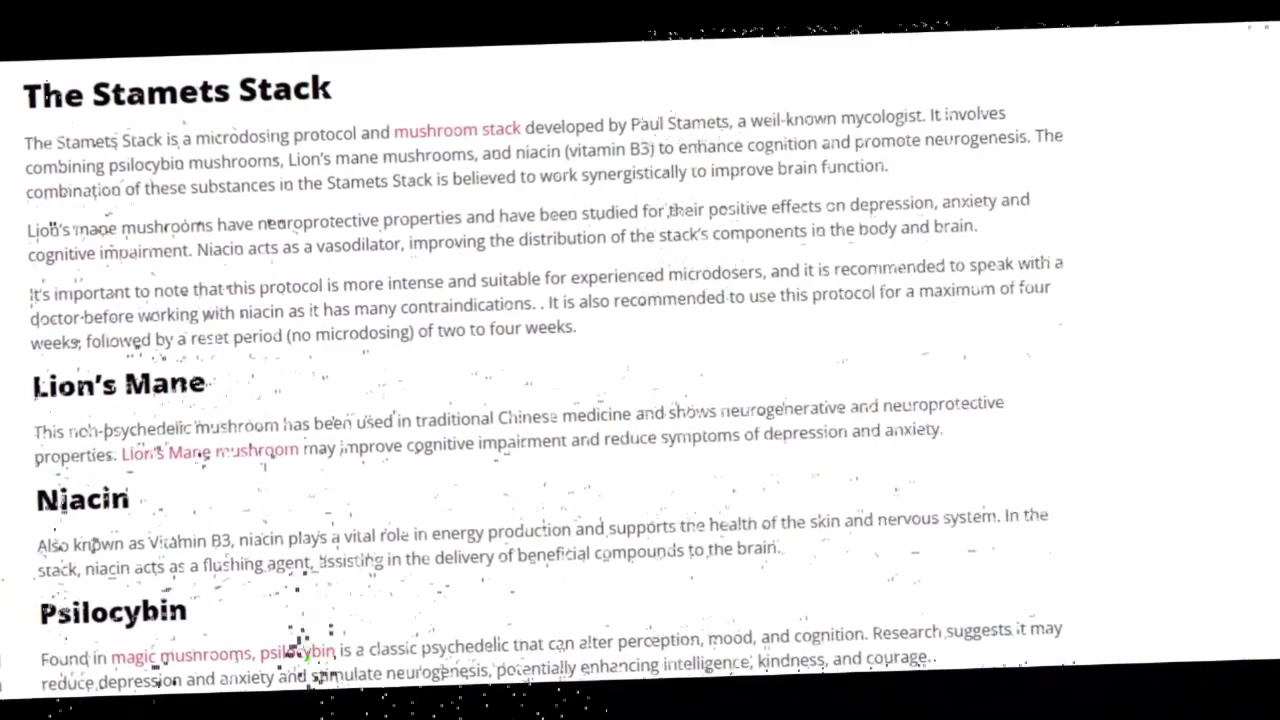 The Stamets Stack
The Stamets Stack is a microdosing protocol and mushroom stack developed by Paul Stamets, a well-known mycologist. It involves
combining psilocybin mushrooms, Lion's mane mushrooms, and niacin (vitamin B3) to enhance cognition and promote neurogenesis. The
combination of these substances in the Stamets Stack is believed to work synergistically to improve brain function.
Lion's mane mushrooms have neuroprotective properties and have been studied for their positive effects on depression, anxiety and
cognitive impairment. Niacin acts as a vasodilator, improving the distribution of the stack's components in the body and brain.
It's important to note that this protocol is more intense and suitable for experienced microdosers, and it is recommended to speak with a
doctor before working with niacin as it has many contraindications. . It is also recommended to use this protocol for a maximum of four
weeks, followed by a reset period (no microdosing) of two to four weeks.
Lion's Mane
This non-psychedelic mushroom has been used in traditional Chinese medicine and shows neurogenerative and neuroprotective
properties. Lion's Mane mushroom may improve cognitive impairment and reduce symptoms of depression and anxiety.
Niacin
Also known as Vitamin B3, niacin plays a vital role in energy production and supports the health of the skin and nervous system. In the
stack, niacin acts as a flushing agent, assisting in the delivery of beneficial compounds to the brain.
Psilocybin
Found in magic mushrooms, psilocybin is a classic psychedelic that can alter perception, mood, and cognition. Research suggests it may
reduce depression and anxiety and stimulate neurogenesis, potentially enhancing intelligence, kindness, and courage..